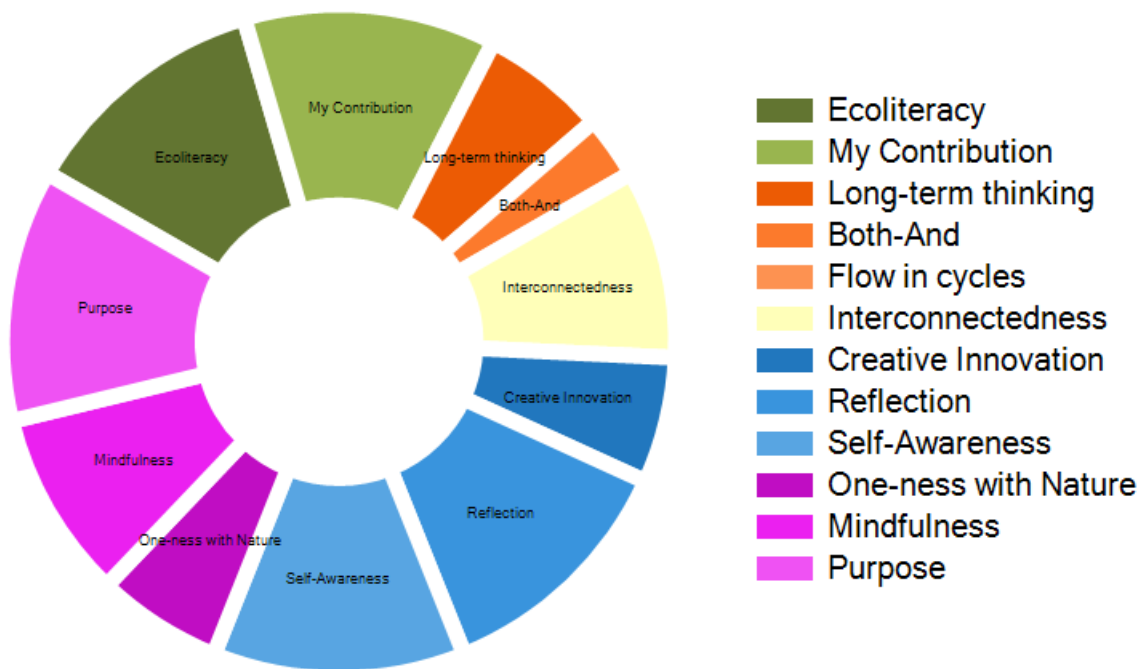 My Contribution
Ecoliteracy
Long-term thinking
Both-And
Interconnectedness
Purpose
Creative Innovation
Mindfulness
Reflection
One-ness with Nature
Self-Awareness
Ecoliteracy
My Contribution
Long-term thinking
Both-And
Flow in cycles
Interconnectedness
Creative Innovation
Reflection
Self-Awareness
One-ness with Nature
Mindfulness
Purpose